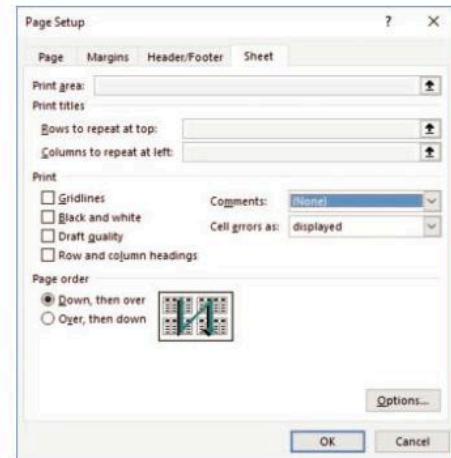 Page Setup ? ×
Page Margins Header/Footer Sheet
Print area:
Print titles
Rows to repeat at top:
Columns to repeat at left:
Print
Gridlines Comments: (None)
Black and white Cell errors as: displayed
Draft quality
Row and column headings
Page order
Down, then over
Over, then down
Options...
OK Cancel